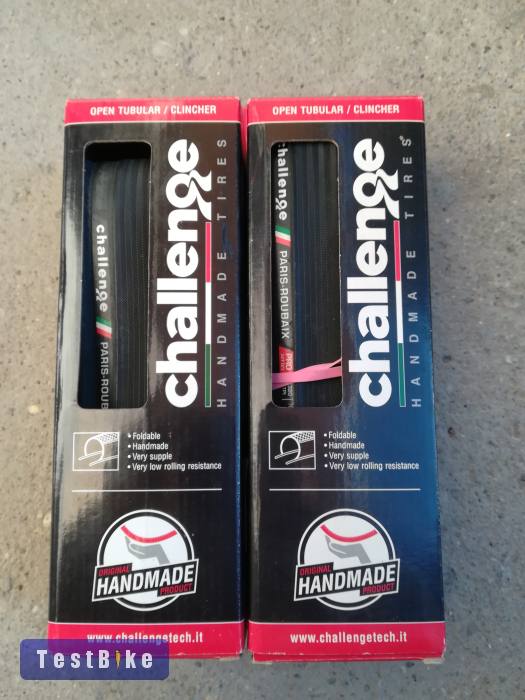 OPEN TUBULAR / CLINCHER
challenge
HANDMADE TIRES
challenge
PARIS-ROUB
• Foldable
• Handmade
• Very supple
• Very low rolling resistance
ORIGINAL
HANDMADE
PRODUCT
www.challengetech.it
OPEN TUBULAR / CLINCHER
challenge
HANDMADE TIRES®
challenge
PARIS-ROUBAIX
PRO
• Foldable
• Handmade
• Very supple
• Very low rolling resistance
ORIGINAL
HANDMADE
PRODUCT
www.challengetech.it
TestBike